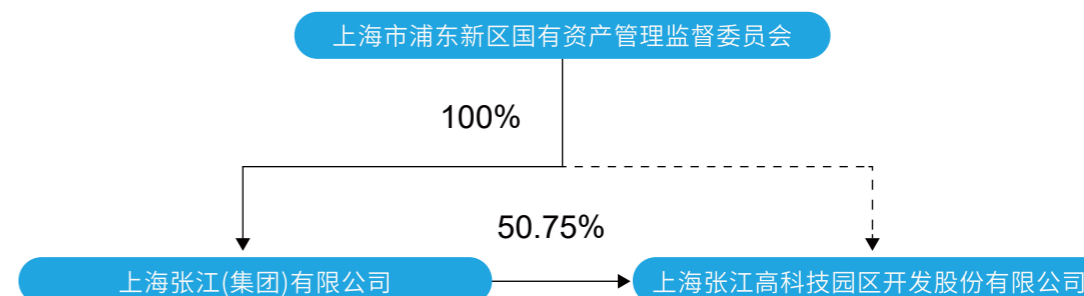 上海市浦东新区国有资产管理监督委员会
100%
50.75%
上海张江(集团)有限公司
上海张江高科技园区开发股份有限公司